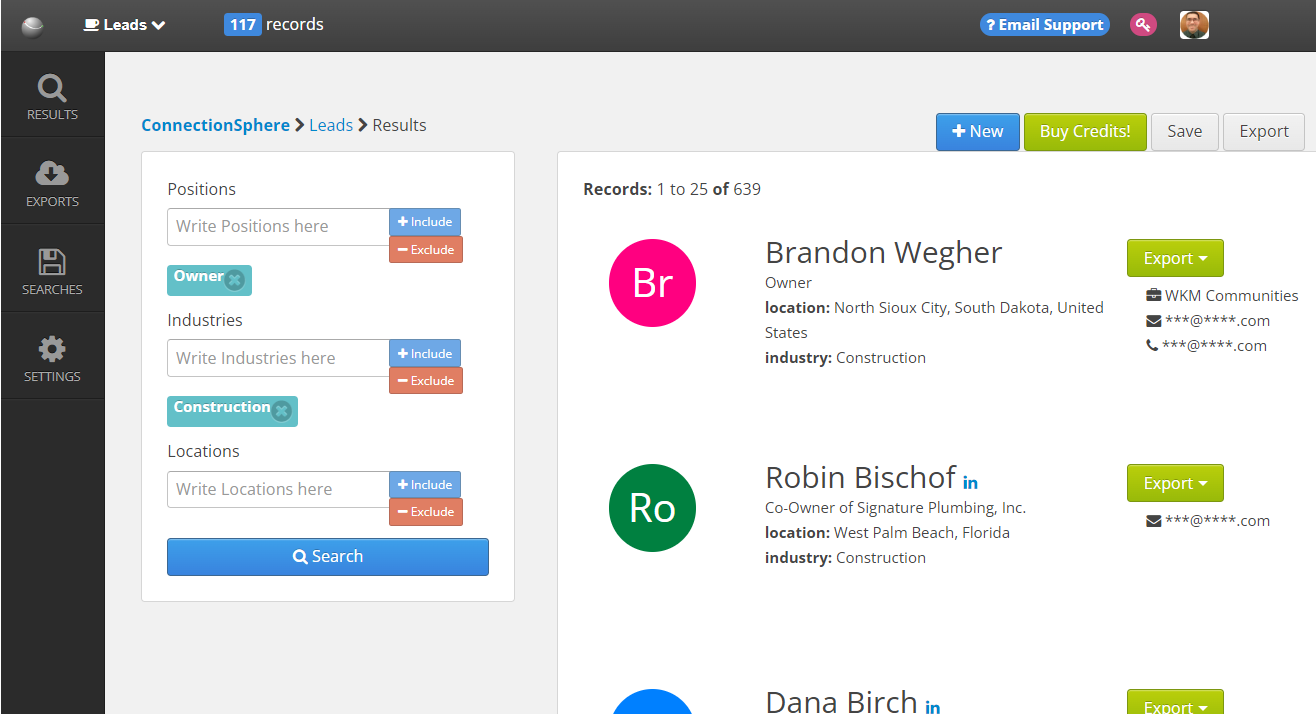 Leads
117 records
? Email Support
RESULTS
EXPORTS
SEARCHES
SETTINGS
ConnectionSphere Leads Results
New
Buy Credits!
Save
Export
Positions
Write Positions here
Include
Exclude
Owner
Industries
Write Industries here
Include
Exclude
Construction
Locations
Write Locations here
Include
Exclude
Search
Records: 1 to 25 of 639
Br
Brandon Wegher
Owner
location: North Sioux City, South Dakota, United
States
industry: Construction
Export
WKM Communities
***@****.com
***@****.com
Ro
Robin Bischof in
Co-Owner of Signature Plumbing, Inc.
location: West Palm Beach, Florida
industry: Construction
Export
***@****.com
Dana Birch in
Export